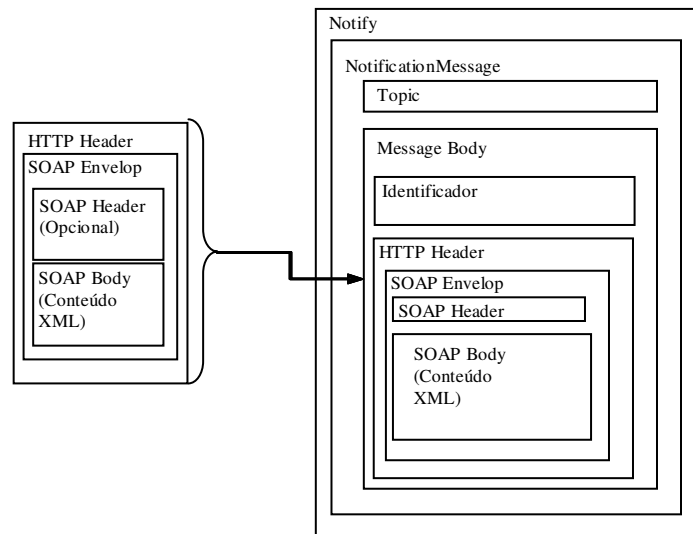 HTTP Header
SOAP Envelop
SOAP Header
(Opcional)
SOAP Body
(Conteúdo
XML)
Notify
NotificationMessage
Topic
Message Body
Identificador
HTTP Header
SOAP Envelop
SOAP Header
SOAP Body
(Conteúdo
XML)